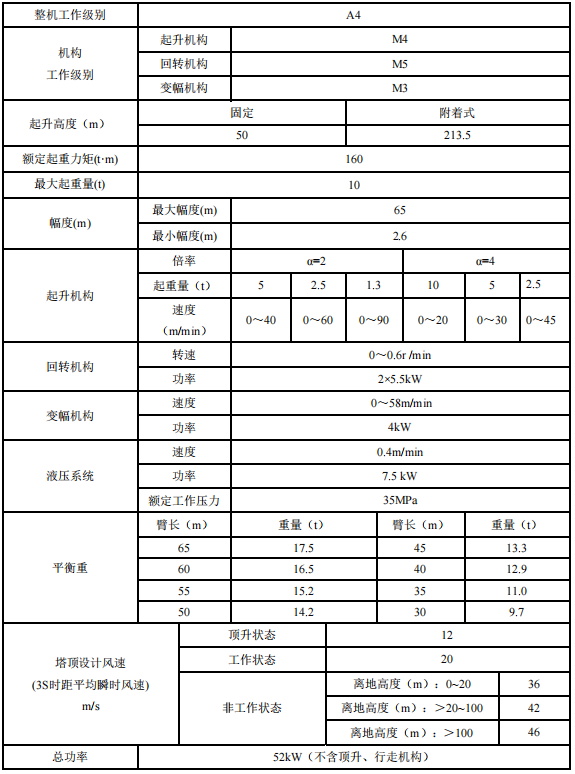 整机工作级别 A4
机构
工作级别
起升机构 M4
回转机构 M5
变幅机构 M3
起升高度（m） 固定 附着式
50 213.5
额定起重力矩(t·m) 160
最大起重量(t) 10
幅度(m) 最大幅度(m) 65
最小幅度(m) 2.6
起升机构 倍率 α=2 α=4
起重量（t） 5 2.5 1.3 10 5 2.5
速度
（m/min） 0～40 0～60 0～90 0～20 0～30 0～45
回转机构 转速 0～0.6r /min
功率 2×5.5kW
变幅机构 速度 0～58m/min
功率 4kW
液压系统 速度 0.4m/min
功率 7.5 kW
额定工作压力 35MPa
平衡重 臂长（m） 重量（t） 臂长（m） 重量（t）
65 17.5 45 13.3
60 16.5 40 12.9
55 15.2 35 11.0
50 14.2 30 9.7
塔顶设计风速
(3S时距平均瞬时风速)
m/s
顶升状态 12
工作状态 20
非工作状态 离地高度（m）：0~20 36
离地高度（m）：＞20~100 42
离地高度（m）：＞100 46
总功率 52kW（不含顶升、行走机构）